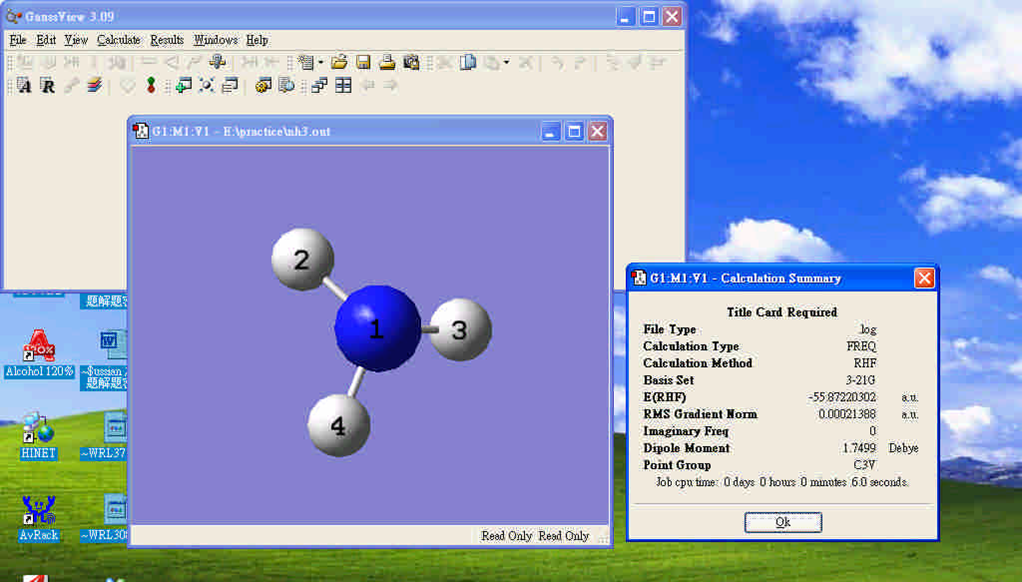 GaussView 3.09
File Edit View Calculate Results Windows Help
A R
G1:M1:V1 - E:\practice\nh3.out
2
1
3
4
Read Only Read Only
G1:M1:V1 - Calculation Summary
Title Card Required
File Type .log
Calculation Type FREQ
Calculation Method RHF
Basis Set 3-21G
E(RHF) -55.87220302 a.u.
RMS Gradient Norm 0.00021388 a.u.
Imaginary Freq 0
Dipole Moment 1.7499 Debye
Point Group C3V
Job cpu time: 0 days 0 hours 0 minutes 6.0 seconds.
Ok
題解題
120%
Alcohol 120%
~$ussian
題解題
HINET
~WRL37
AvRack
~WRL30